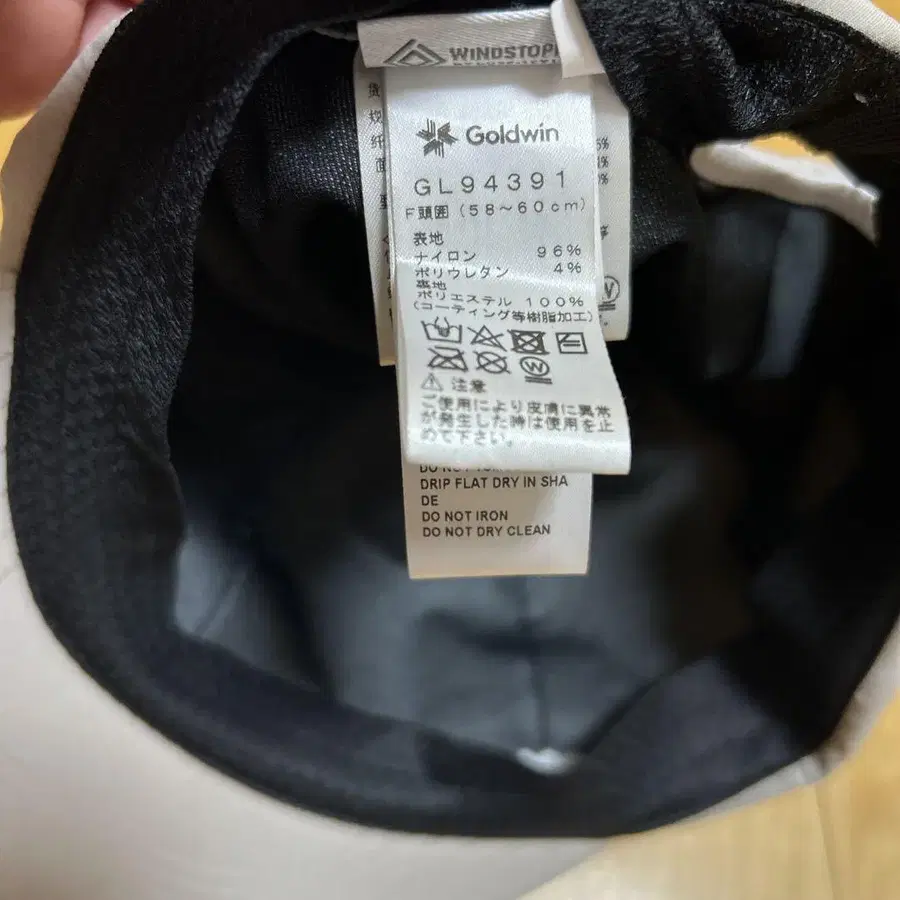 WINDSTOP
Goldwin
GL94391
F頭囲(58～60cm)
表地
ナイロン 96%
ポリウレタン 4%
裏地
ポリエステル 100%
(コーティング等樹脂加工)
W
W
⚠ 注意
ご使用により皮膚に異常
が発生した時は使用を止
めて下さい。
DRIP FLAT DRY IN SHA
DE
DO NOT IRON
DO NOT DRY CLEAN